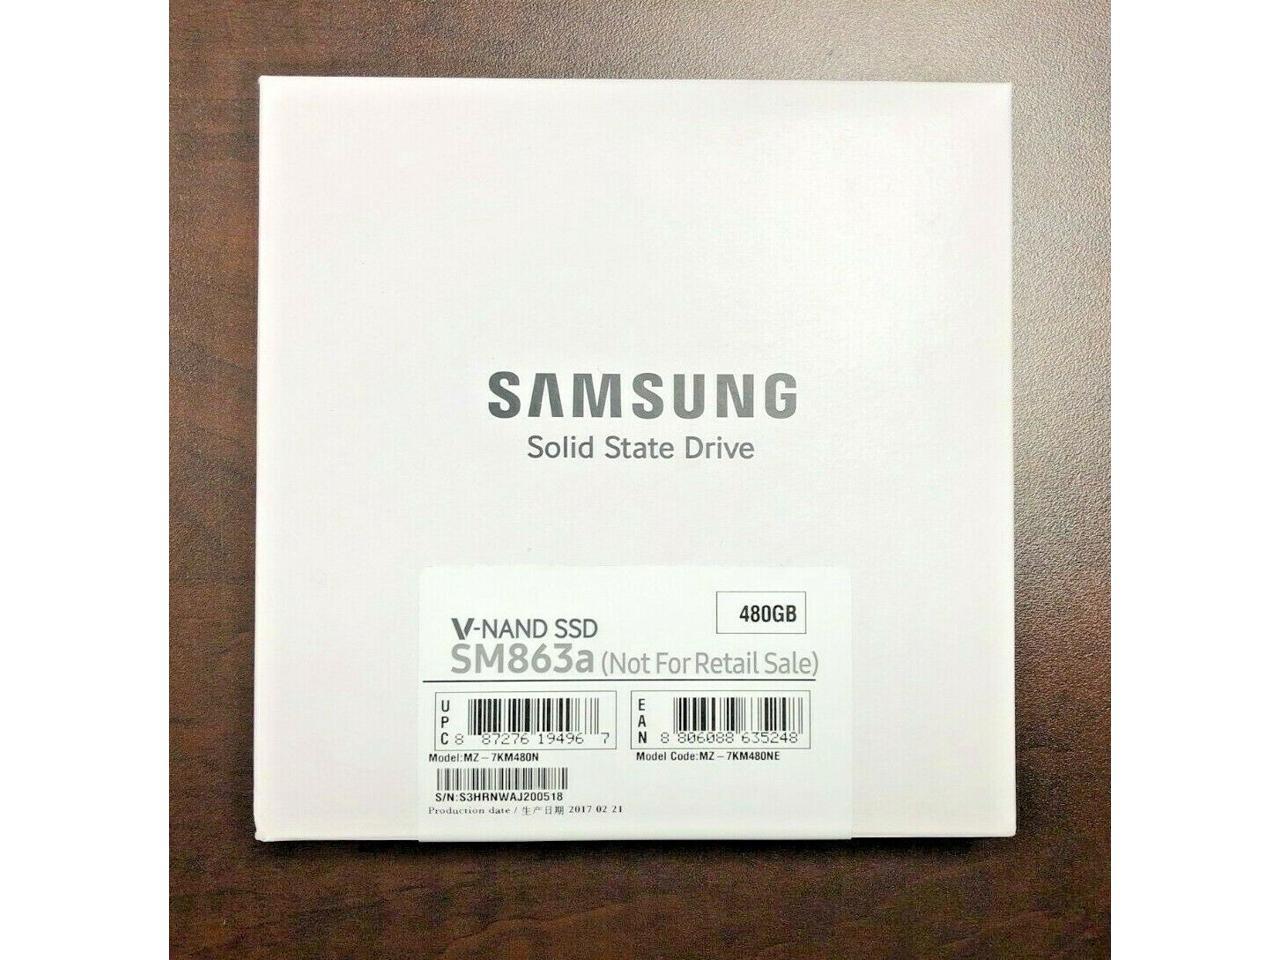 SAMSUNG
Solid State Drive
480GB
V-NAND SSD
SM863a (Not For Retail Sale)
UPC 8 87276 19496 7
EAN 8 806088 635248
Model:MZ-7KM480N
Model Code:MZ-7KM480NE
S/N:S3HRNWAJ200518
Production date / 生产日期 2017 02 21